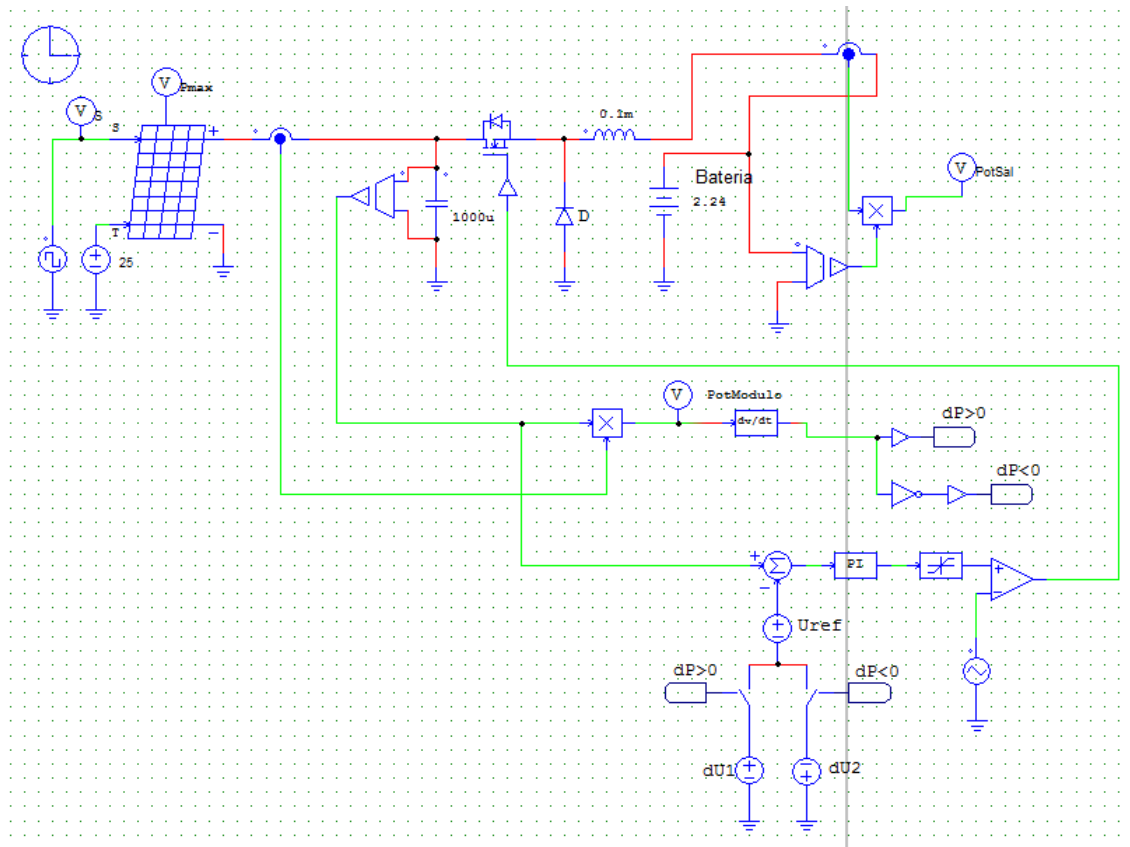 V
Pmax
V
S
S
+
0.1m
T
−
25
1000u
D
Bateria
2.24
V
PotSal
V
PotModulo
dv/dt
dP>0
dP<0
+
−
Σ
PI
+
−
Uref
dP>0
dP<0
dU1
dU2